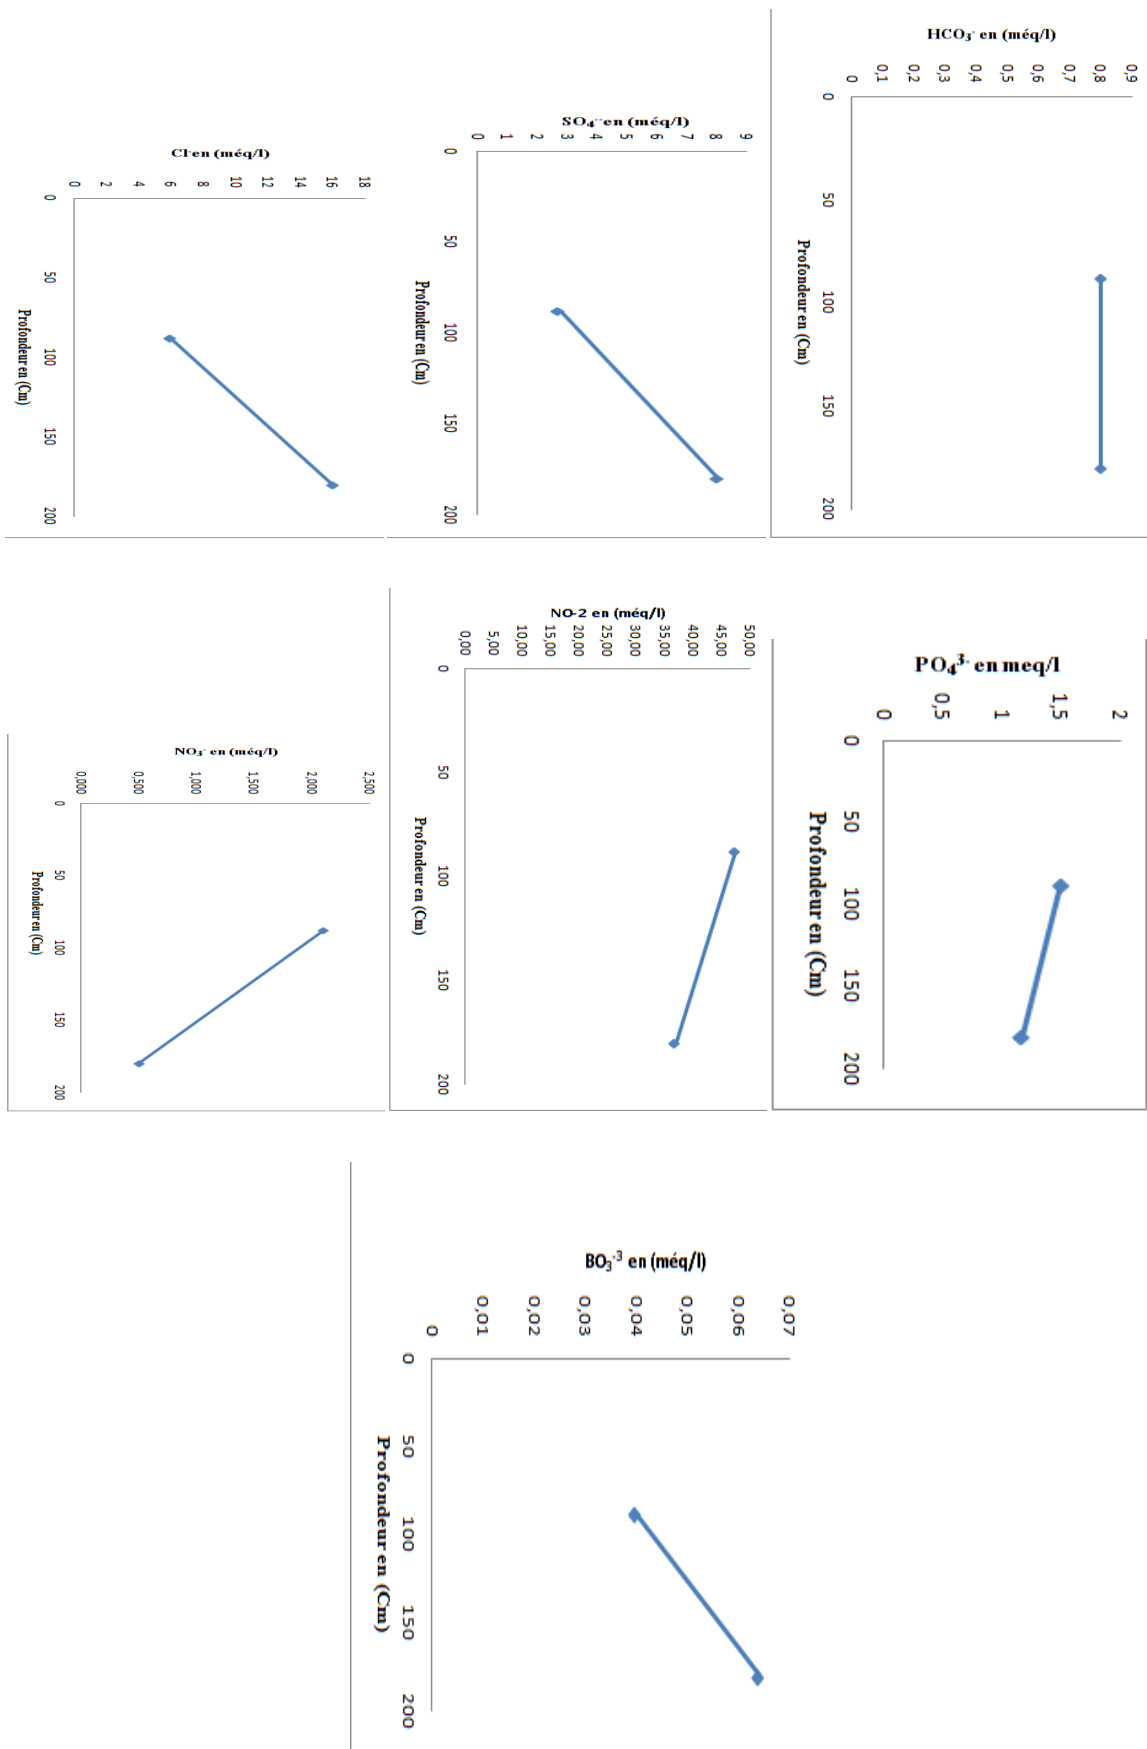 HCO3- en (méq/l)
0 0,1 0,2 0,3 0,4 0,5 0,6 0,7 0,8 0,9
0 50 100 150 200
Profondeur en (Cm)
SO4-- en (méq/l)
0 1 2 3 4 5 6 7 8 9
0 50 100 150 200
Profondeur en (Cm)
Cl- en (méq/l)
0 2 4 6 8 10 12 14 16 18
0 50 100 150 200
Profondeur en (Cm)
PO4 3- en meq/l
0 0,5 1 1,5 2
0 50 100 150 200
Profondeur en (Cm)
NO-2 en (méq/l)
0,00 5,00 10,00 15,00 20,00 25,00 30,00 35,00 40,00 45,00 50,00
0 50 100 150 200
Profondeur en (Cm)
NO3- en (méq/l)
0,000 0,500 1,000 1,500 2,000 2,500
0 50 100 150 200
Profondeur en (Cm)
BO3-3 en (méq/l)
0 0,01 0,02 0,03 0,04 0,05 0,06 0,07
0 50 100 150 200
Profondeur en (Cm)